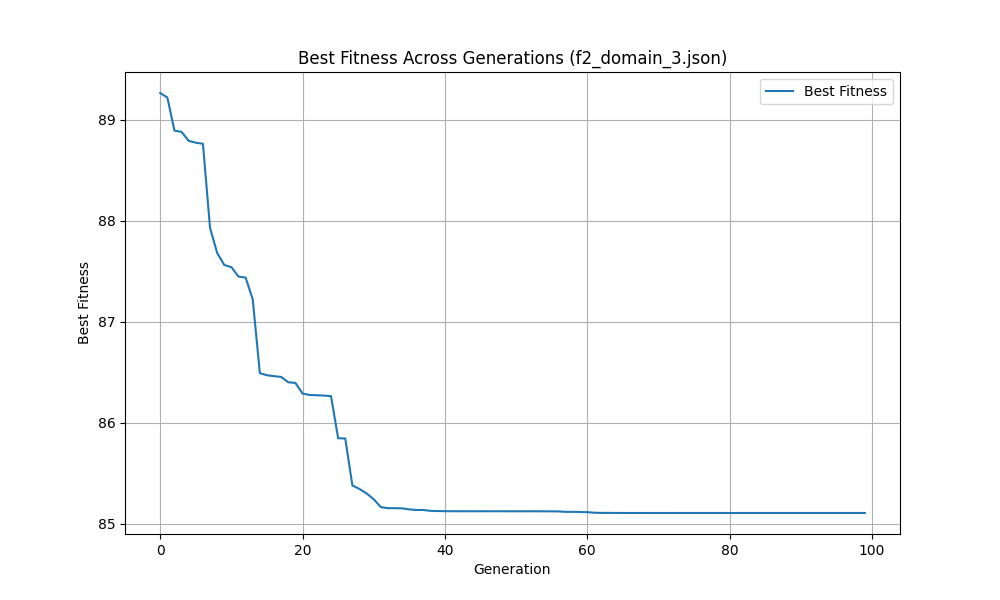 Best Fitness Across Generations (f2_domain_3.json)
Best Fitness
89
88
87
86
85
Best Fitness
0 20 40 60 80 100
Generation